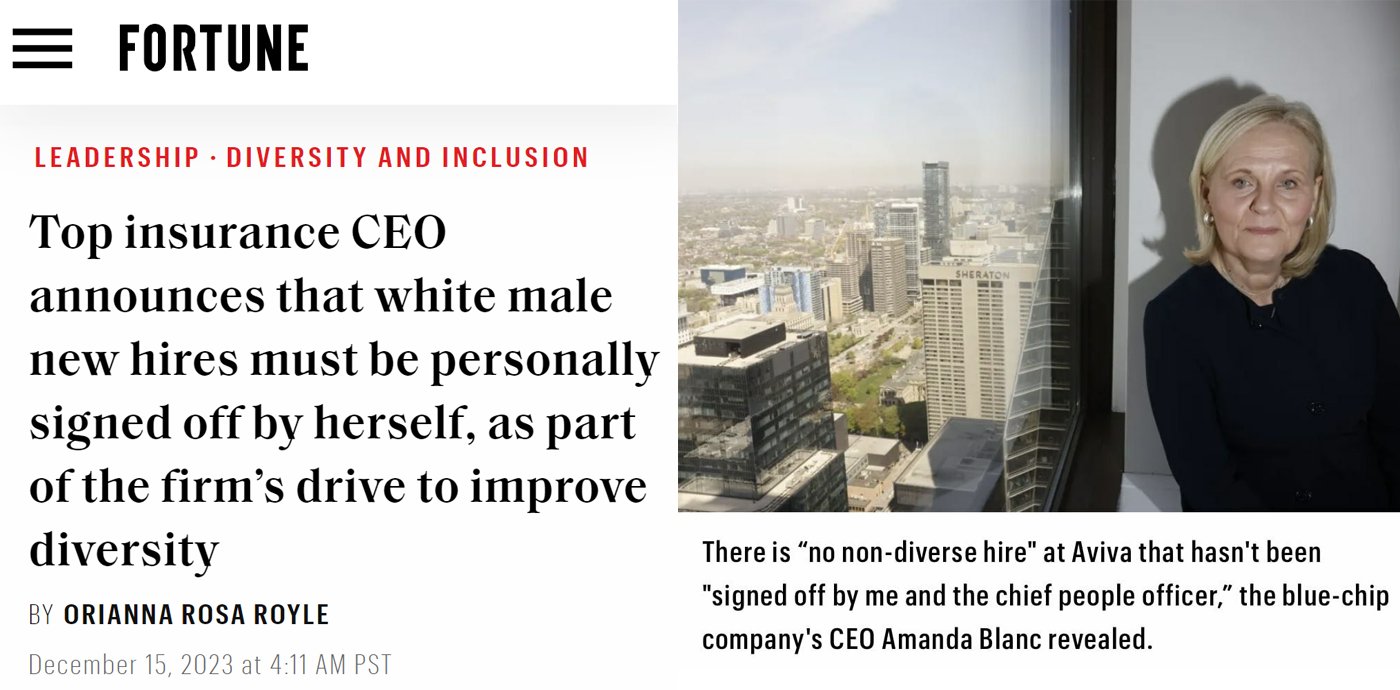 FORTUNE
LEADERSHIP · DIVERSITY AND INCLUSION
Top insurance CEO
announces that white male
new hires must be personally
signed off by herself, as part
of the firm’s drive to improve
diversity
BY ORIANNA ROSA ROYLE
December 15, 2023 at 4:11 AM PST
SHERATON
There is “no non-diverse hire" at Aviva that hasn't been
"signed off by me and the chief people officer,” the blue-chip
company's CEO Amanda Blanc revealed.